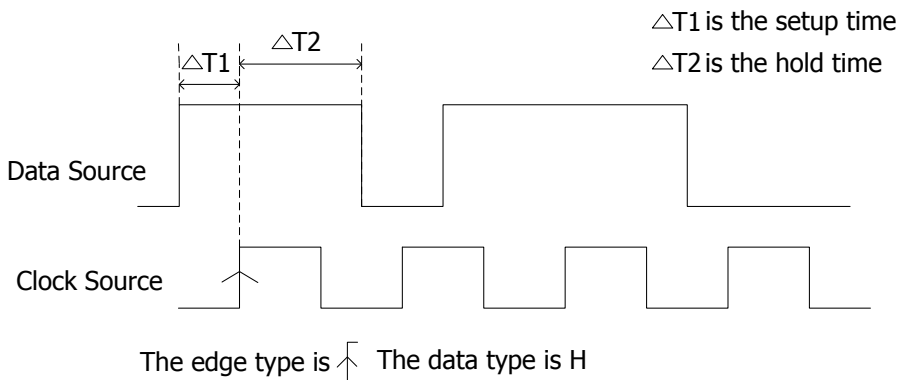 △T1 is the setup time
△T2 is the hold time
△T1
△T2
Data Source
Clock Source
The edge type is The data type is H